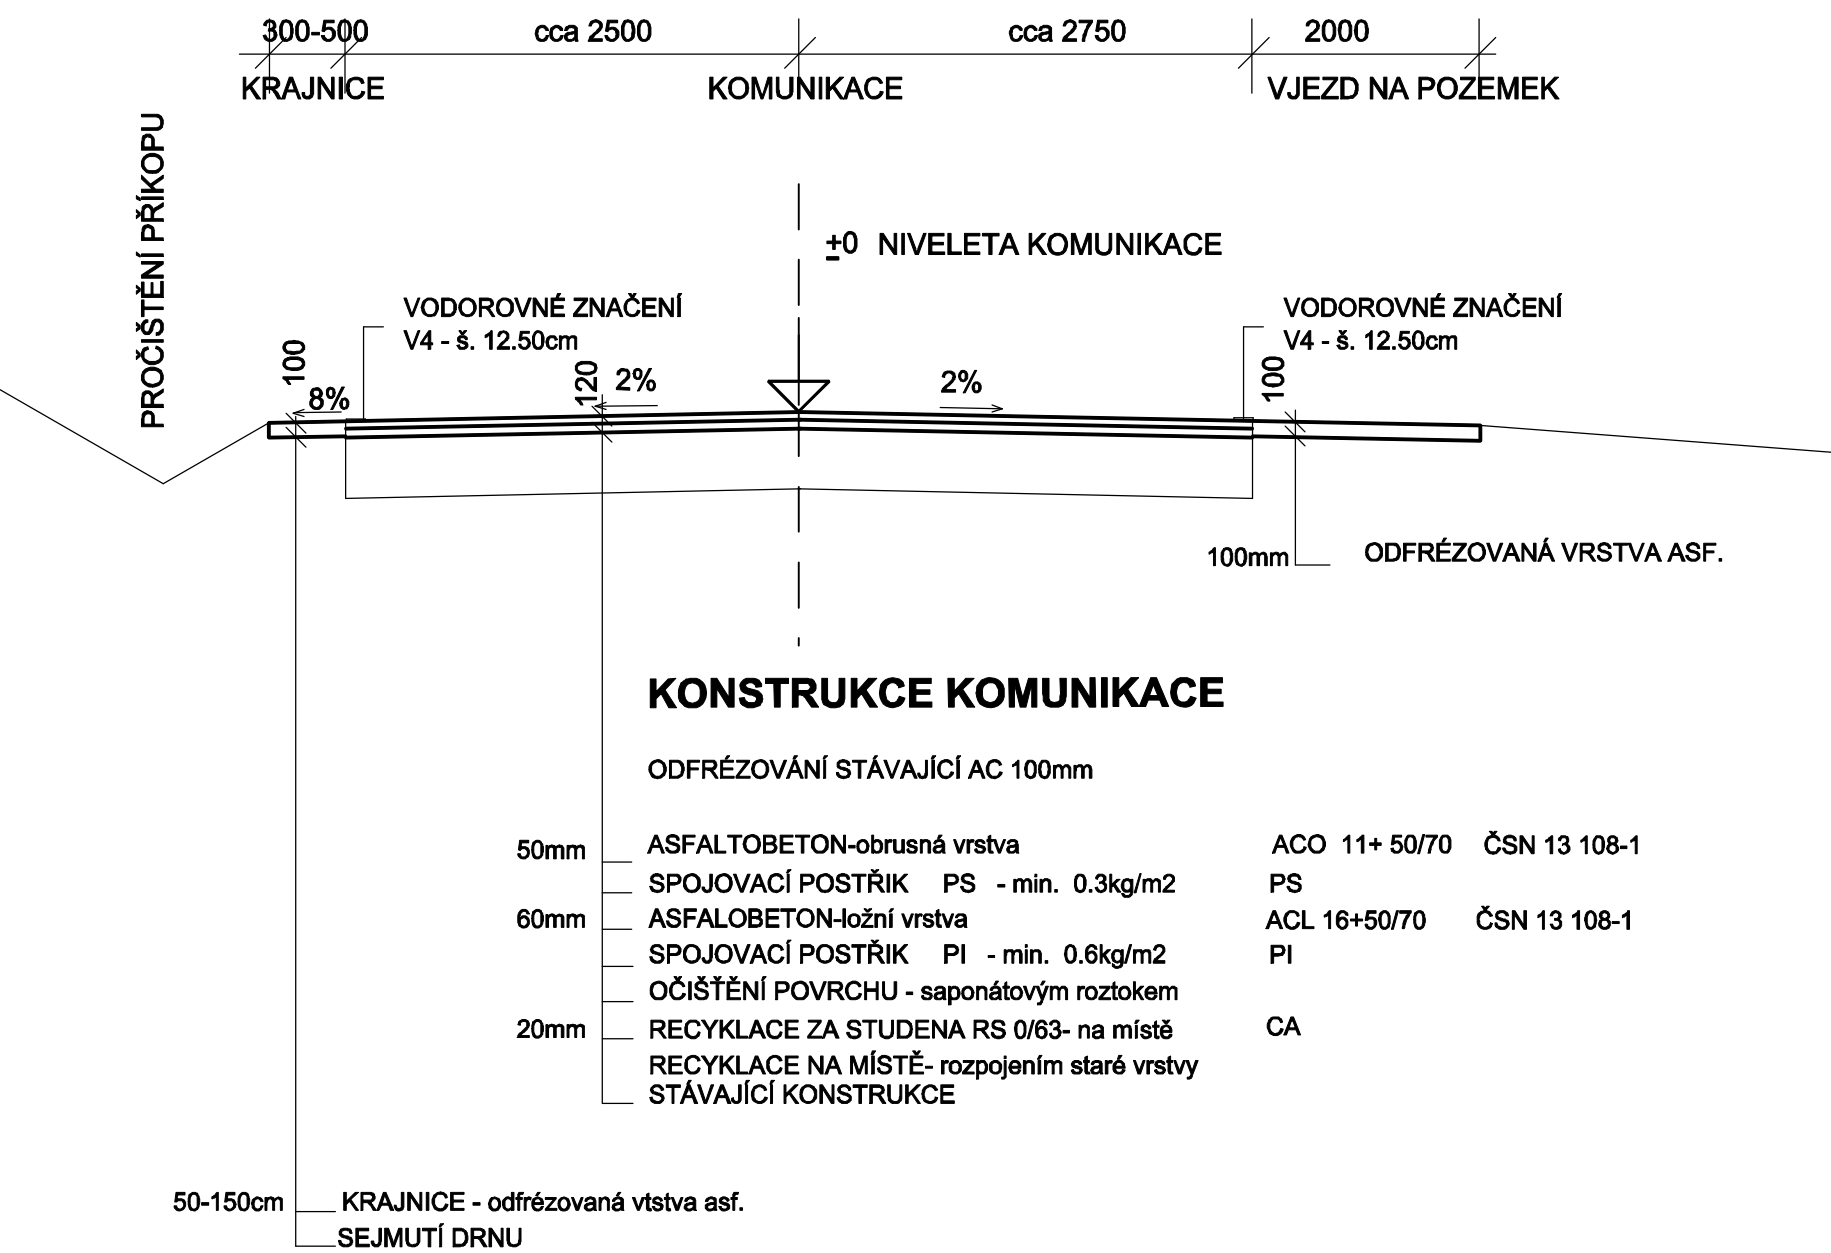 300-500 cca 2500 cca 2750 2000
KRAJNICE KOMUNIKACE VJEZD NA POZEMEK
PROČIŠTĚNÍ PŘÍKOPU
±0 NIVELETA KOMUNIKACE
VODOROVNÉ ZNAČENÍ
V4 - š. 12.50cm
VODOROVNÉ ZNAČENÍ
V4 - š. 12.50cm
100
8%
120
2%
2%
100
100mm ODFRÉZOVANÁ VRSTVA ASF.
KONSTRUKCE KOMUNIKACE
ODFRÉZOVÁNÍ STÁVAJÍCÍ AC 100mm
50mm ASFALTOBETON-obrusná vrstva ACO 11+ 50/70 ČSN 13 108-1
SPOJOVACÍ POSTŘIK PS - min. 0.3kg/m2 PS
60mm ASFALOBETON-ložní vrstva ACL 16+50/70 ČSN 13 108-1
SPOJOVACÍ POSTŘIK PI - min. 0.6kg/m2 PI
OČIŠŤĚNÍ POVRCHU - saponátovým roztokem
20mm RECYKLACE ZA STUDENA RS 0/63- na místě CA
RECYKLACE NA MÍSTĚ- rozpojením staré vrstvy
STÁVAJÍCÍ KONSTRUKCE
50-150cm KRAJNICE - odfrézovaná vtstva asf.
SEJMUTÍ DRNU